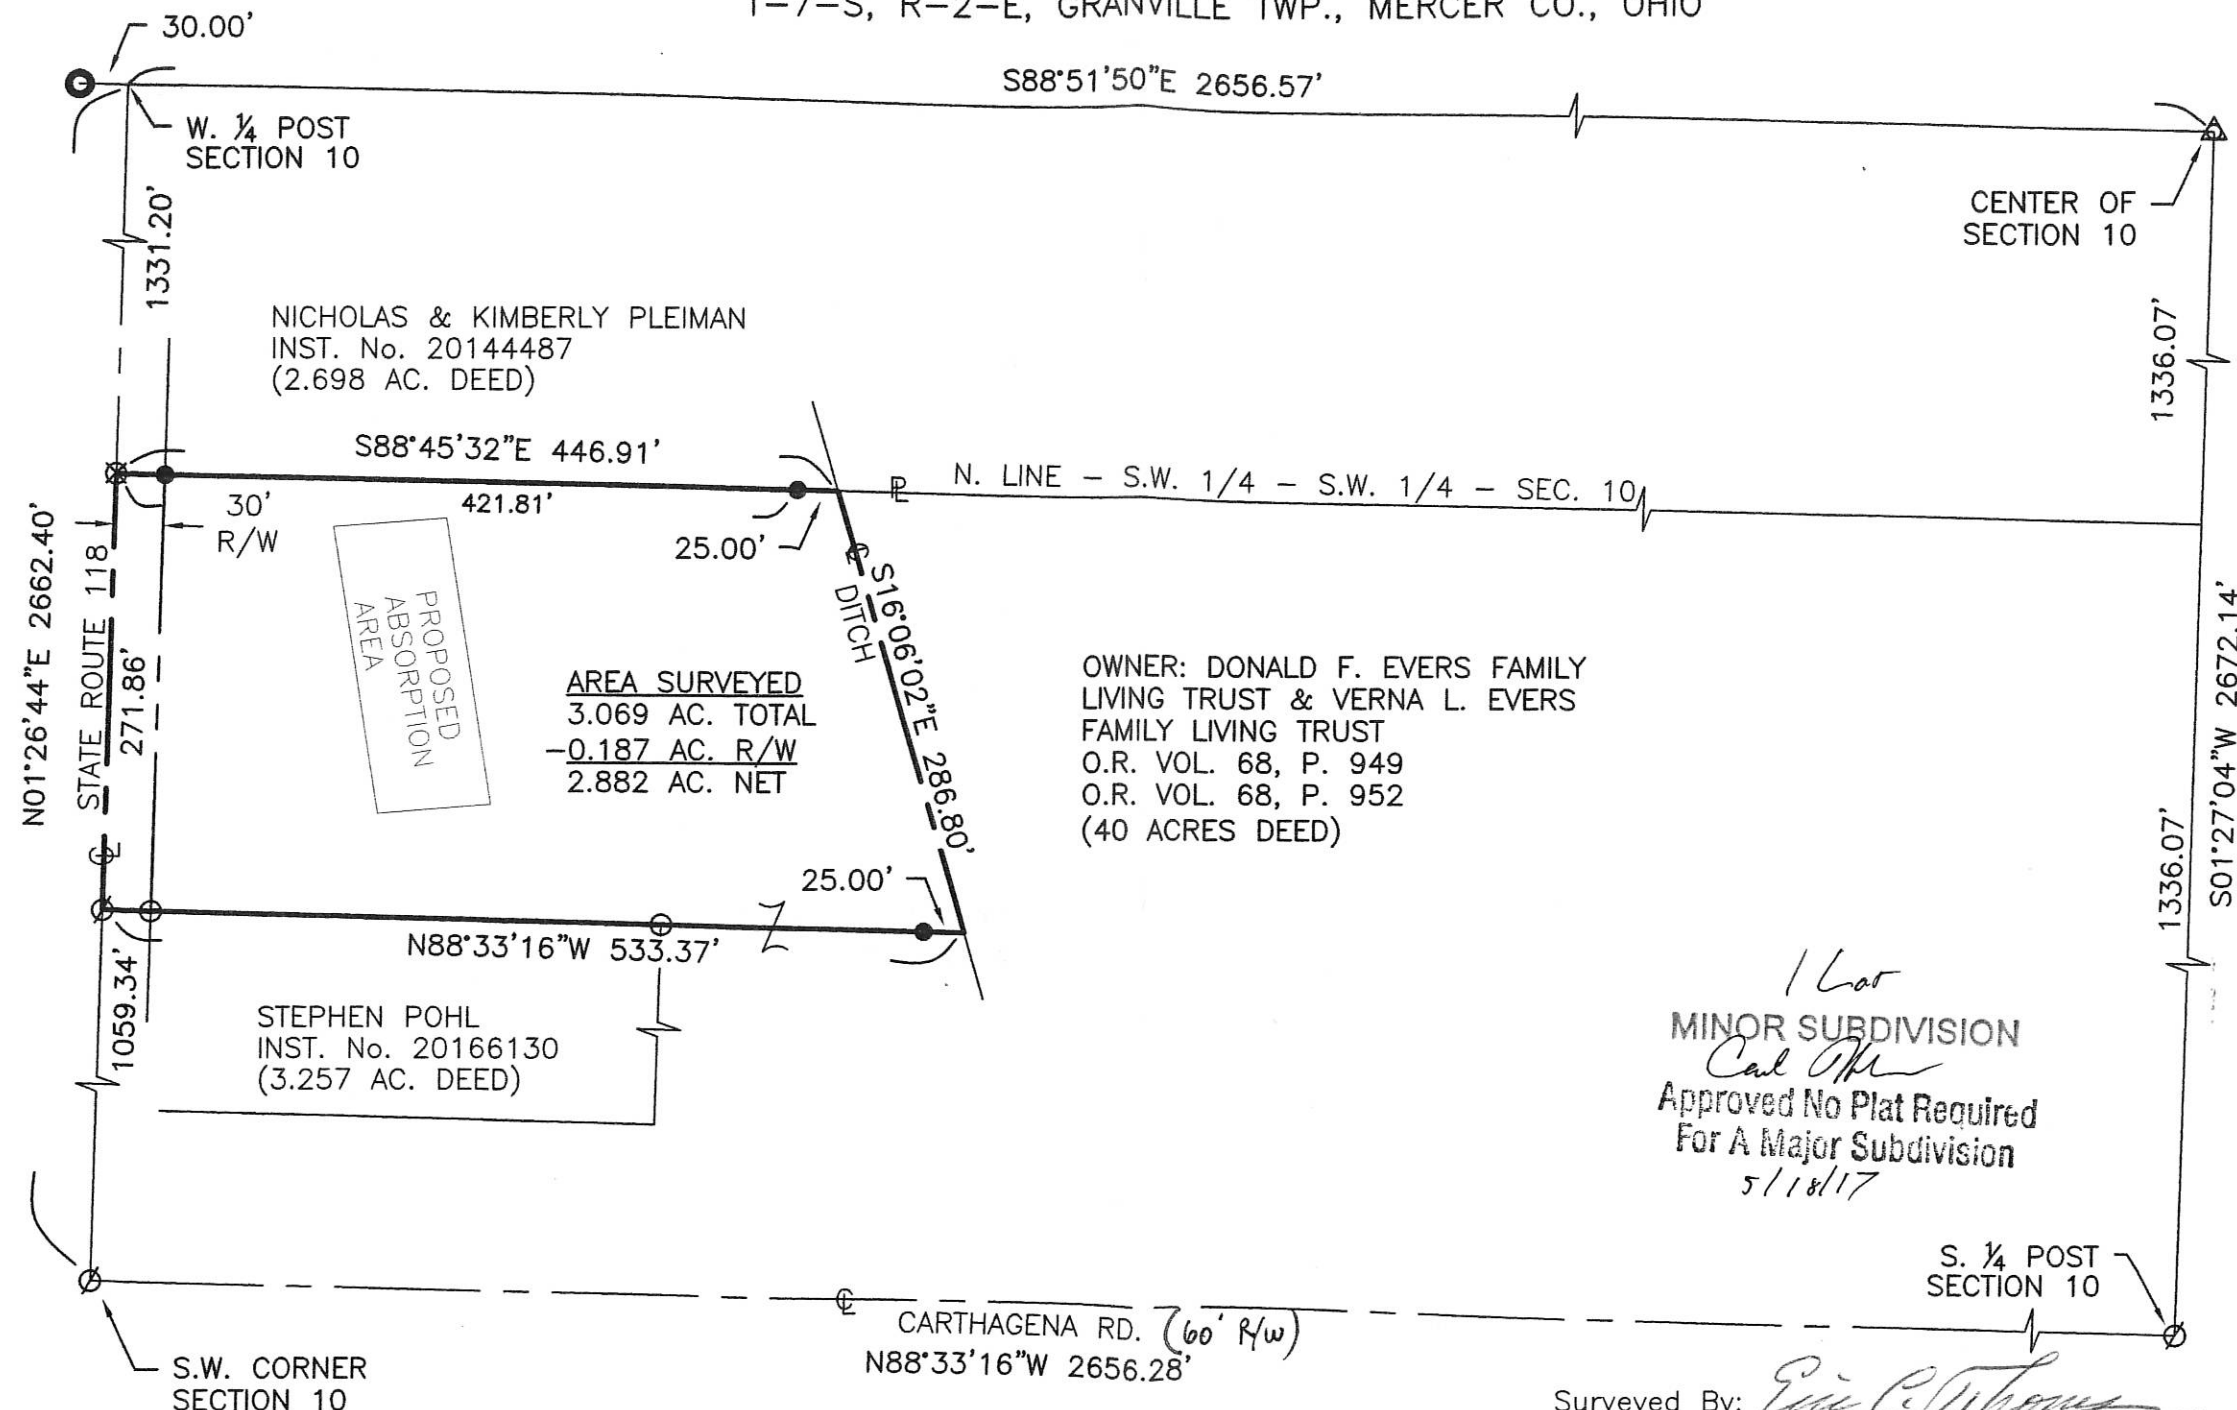 T-7-S, R-2-E, GRANVILLE TWP., MERCER CO., OHIO
30.00'
S88°51'50"E 2656.57'
W. 1/4 POST
SECTION 10
CENTER OF
SECTION 10
1331.20'
1336.07'
NICHOLAS & KIMBERLY PLEIMAN
INST. No. 20144487
(2.698 AC. DEED)
S88°45'32"E 446.91'
421.81'
N. LINE - S.W. 1/4 - S.W. 1/4 - SEC. 10
30'
R/W
25.00'
N01°26'44"E 2662.40'
STATE ROUTE 118
271.86'
PROPOSED
ABSORPTION
AREA
DITCH
S16°06'02"E 286.80'
AREA SURVEYED
3.069 AC. TOTAL
-0.187 AC. R/W
2.882 AC. NET
OWNER: DONALD F. EVERS FAMILY
LIVING TRUST & VERNA L. EVERS
FAMILY LIVING TRUST
O.R. VOL. 68, P. 949
O.R. VOL. 68, P. 952
(40 ACRES DEED)
S01°27'04"W 2672.14'
1336.07'
25.00'
N88°33'16"W 533.37'
1059.34'
STEPHEN POHL
INST. No. 20166130
(3.257 AC. DEED)
1 Lot
MINOR SUBDIVISION
Approved No Plat Required
For A Major Subdivision
5/18/17
S. 1/4 POST
SECTION 10
CARTHAGENA RD. (60' R/W)
N88°33'16"W 2656.28'
S.W. CORNER
SECTION 10
Surveyed By: